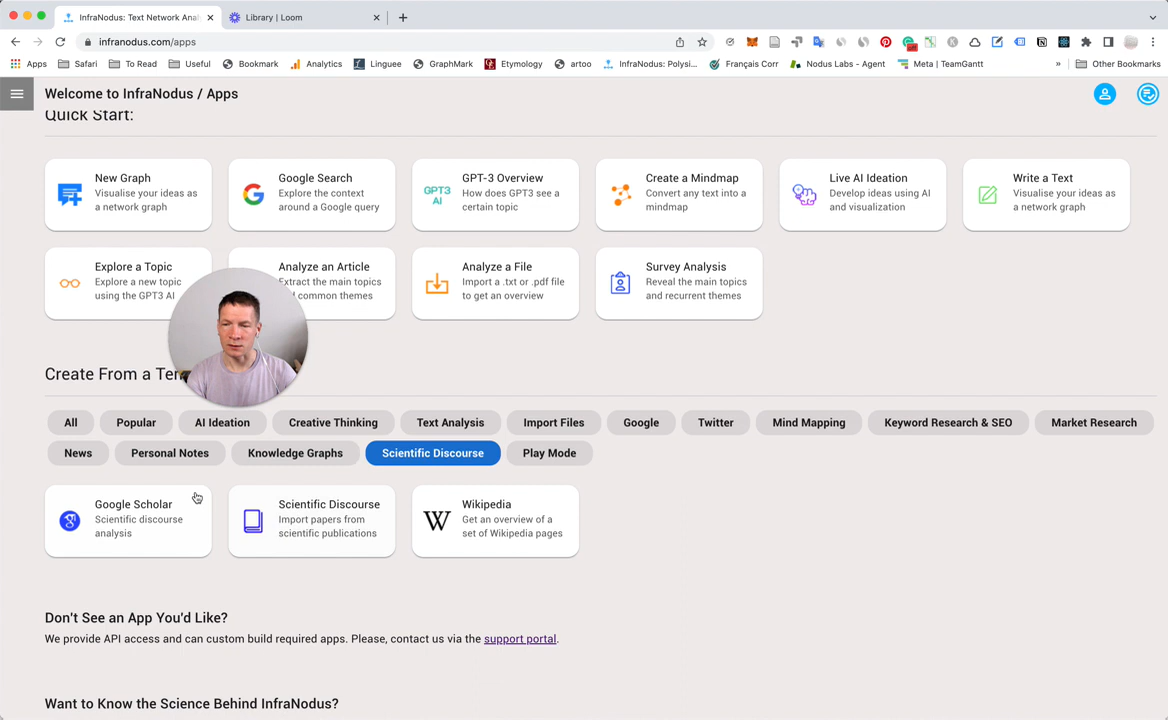 InfraNodus: Text Network Anal
Library | Loom
infranodus.com/apps
Apps
Safari
To Read
Useful
Bookmark
Analytics
Linguee
GraphMark
Etymology
artoo
InfraNodus: Polysi...
Français Corr
Nodus Labs - Agent
Meta | TeamGantt
»
Other Bookmarks
Welcome to InfraNodus / Apps
Quick Start:
New Graph
Visualise your ideas as
a network graph
Google Search
Explore the context
around a Google query
GPT3
AI
GPT-3 Overview
How does GPT3 see a
certain topic
Create a Mindmap
Convert any text into a
mindmap
Live AI Ideation
Develop ideas using AI
and visualization
Write a Text
Visualise your ideas as
a network graph
Explore a Topic
Explore a new topic
using the GPT3 AI
Analyze an Article
Extract the main topics
common themes
Analyze a File
Import a .txt or .pdf file
to get an overview
Survey Analysis
Reveal the main topics
and recurrent themes
Create From a Tem
All
Popular
AI Ideation
Creative Thinking
Text Analysis
Import Files
Google
Twitter
Mind Mapping
Keyword Research & SEO
Market Research
News
Personal Notes
Knowledge Graphs
Scientific Discourse
Play Mode
Google Scholar
Scientific discourse
analysis
Scientific Discourse
Import papers from
scientific publications
W
Wikipedia
Get an overview of a
set of Wikipedia pages
Don't See an App You'd Like?
We provide API access and can custom build required apps. Please, contact us via the support portal.
Want to Know the Science Behind InfraNodus?